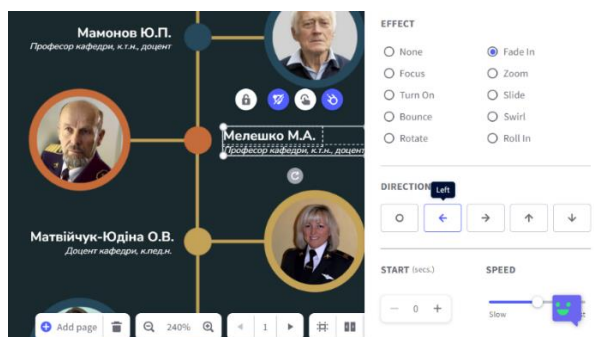 Мамонов Ю.П.
Професор кафедри, к.т.н., доцент
Мелешко М.А.
Професор кафедри, к.т.н., доцент
Матвійчук-Юдіна О.В.
Доцент кафедри, к.пед.н.
Add page
240%
1
EFFECT
None
Fade In
Focus
Zoom
Turn On
Slide
Bounce
Swirl
Rotate
Roll In
DIRECTION
Left
START (secs.)
SPEED
0
Slow